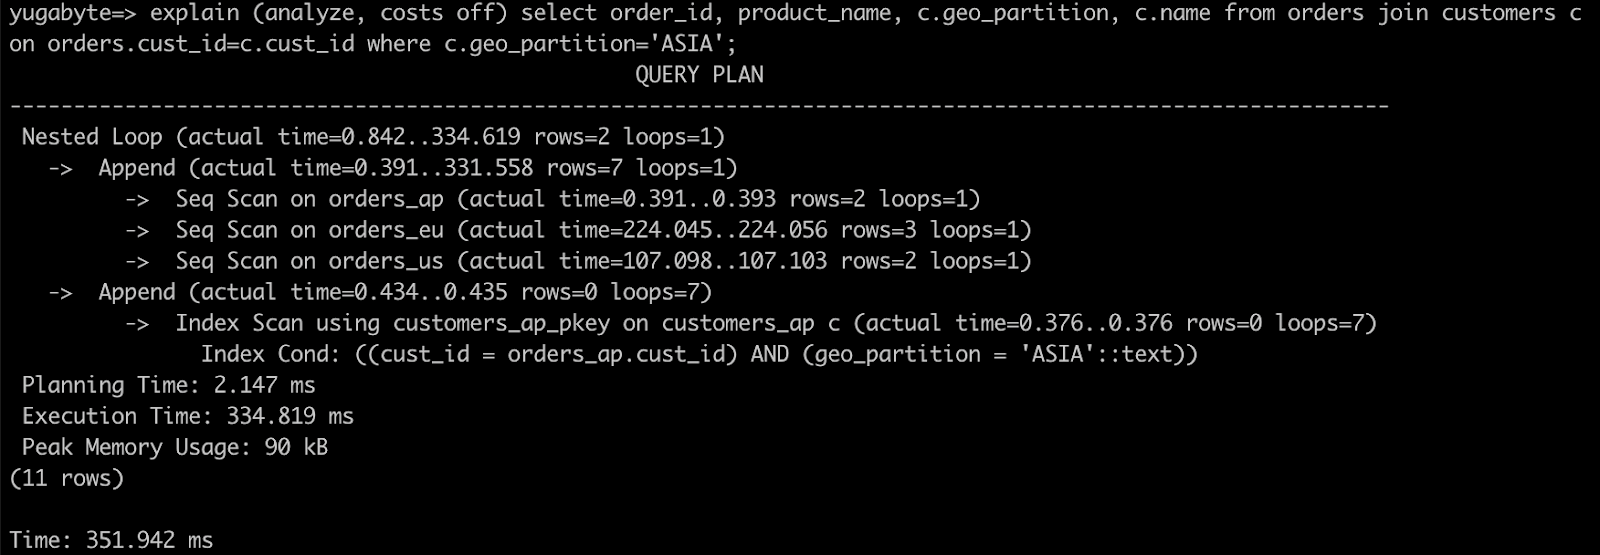 yugabyte=> explain (analyze, costs off) select order_id, product_name, c.geo_partition, c.name from orders join customers c
on orders.cust_id=c.cust_id where c.geo_partition='ASIA';
QUERY PLAN
------------------------------------------------------------------------------------------------------------
Nested Loop (actual time=0.842..334.619 rows=2 loops=1)
-> Append (actual time=0.391..331.558 rows=7 loops=1)
-> Seq Scan on orders_ap (actual time=0.391..0.393 rows=2 loops=1)
-> Seq Scan on orders_eu (actual time=224.045..224.056 rows=3 loops=1)
-> Seq Scan on orders_us (actual time=107.098..107.103 rows=2 loops=1)
-> Append (actual time=0.434..0.435 rows=0 loops=7)
-> Index Scan using customers_ap_pkey on customers_ap c (actual time=0.376..0.376 rows=0 loops=7)
Index Cond: ((cust_id = orders_ap.cust_id) AND (geo_partition = 'ASIA'::text))
Planning Time: 2.147 ms
Execution Time: 334.819 ms
Peak Memory Usage: 90 kB
(11 rows)
Time: 351.942 ms